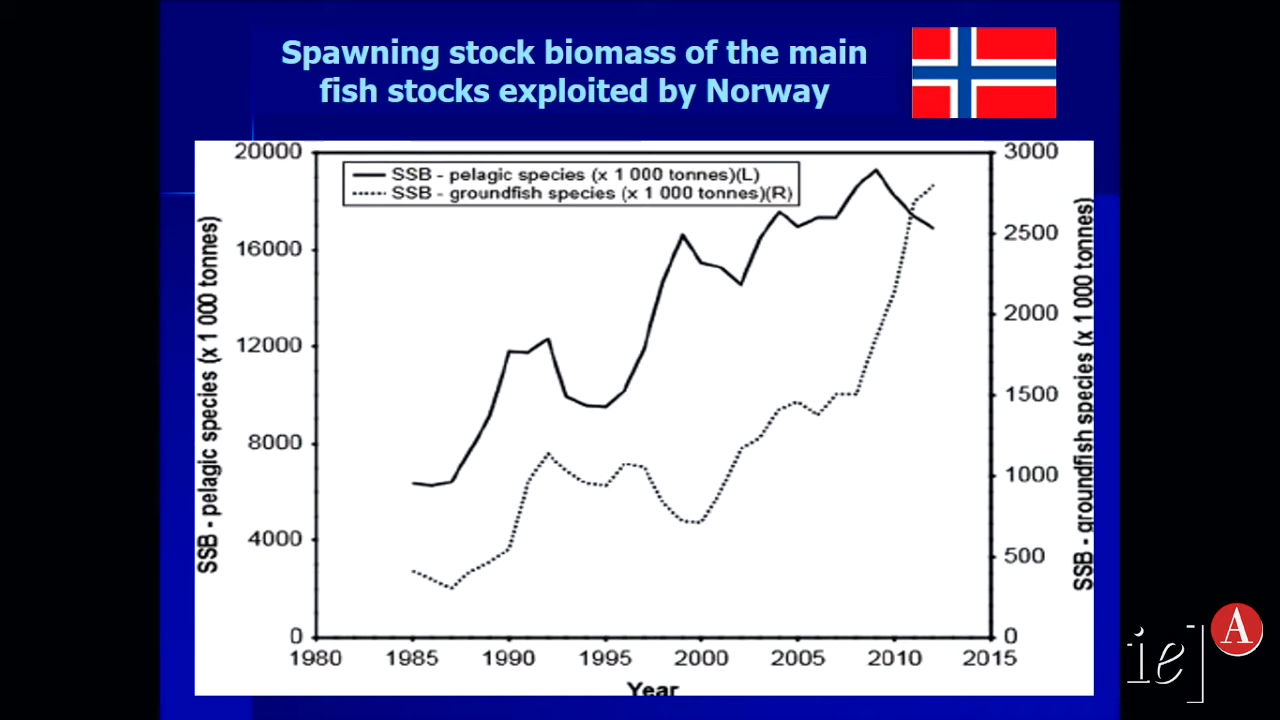 Spawning stock biomass of the main
fish stocks exploited by Norway
SSB - pelagic species (x 1 000 tonnes)(L)
SSB - groundfish species (x 1 000 tonnes)(R)
SSB - pelagic species (x 1 000 tonnes)
20000
16000
12000
8000
4000
0
3000
2500
2000
1500
1000
500
0
SSB - groundfish species (x 1 000 tonnes)
1980 1985 1990 1995 2000 2005 2010 2015
Year
ie]
A